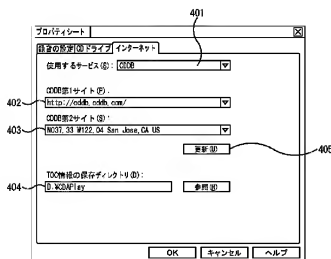 401
プロパティシート
録音の設定 CDドライブ インターネット
使用するサービス(S): CDDB
CDDB第1サイト(F):
402
http://cddb.cddb.com/
CDDB第2サイト(S):
403
N037.33 W122.04 San Jose,CA US
更新(U)
405
TOC情報の保存ディレクトリ(D):
404
D:¥CDAPlay
参照(B)
OK キャンセル ヘルプ